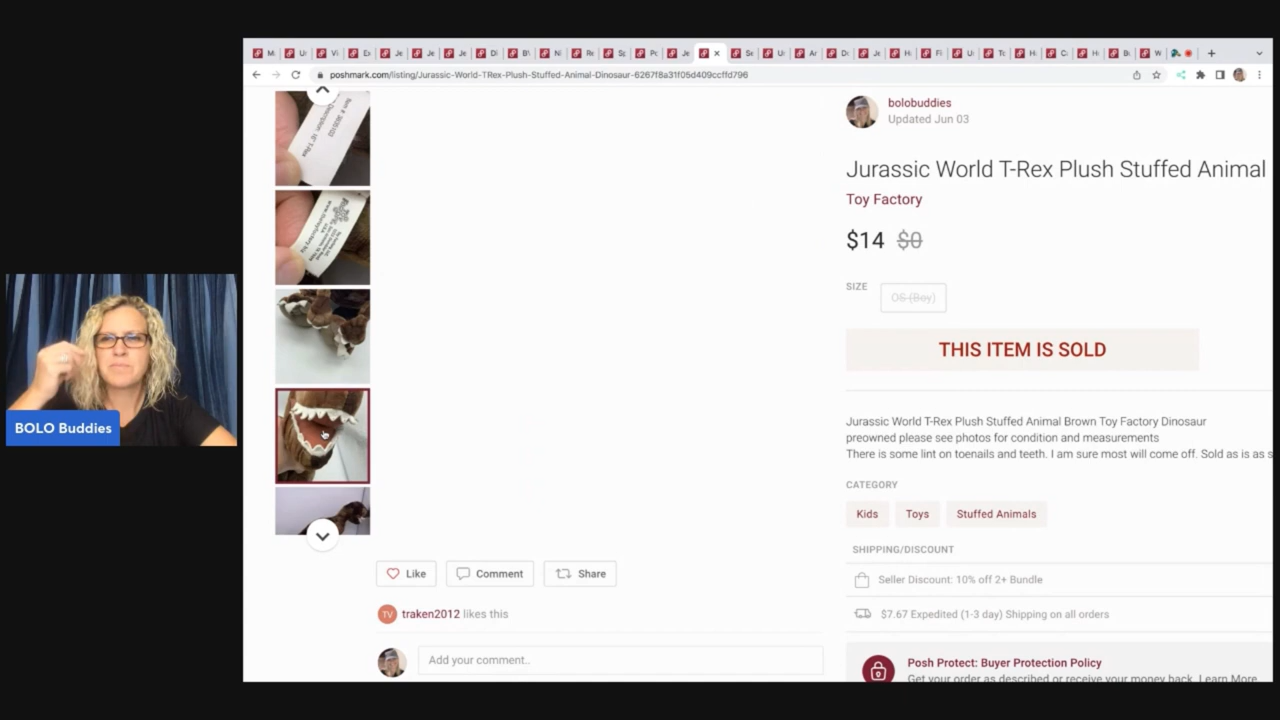 poshmark.com/listing/Jurassic-World-TRex-Plush-Stuffed-Animal-Dinosaur-6267f8a31f05d409ccffd796
bolobuddies
Updated Jun 03
Jurassic World T-Rex Plush Stuffed Animal
Toy Factory
$14 $0
SIZE
OS (Boy)
THIS ITEM IS SOLD
Jurassic World T-Rex Plush Stuffed Animal Brown Toy Factory Dinosaur
preowned please see photos for condition and measurements
There is some lint on toenails and teeth. I am sure most will come off. Sold as is as s
CATEGORY
Kids Toys Stuffed Animals
SHIPPING/DISCOUNT
Seller Discount: 10% off 2+ Bundle
$7.67 Expedited (1-3 day) Shipping on all orders
Posh Protect: Buyer Protection Policy
Get your order as described or receive your money back. Learn More
Like Comment Share
TV traken2012 likes this
Add your comment..
BOLO Buddies